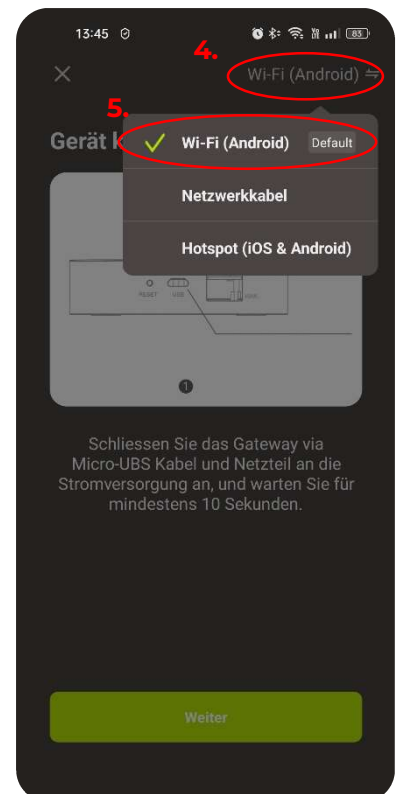 13:45
83
4.
Wi-Fi (Android)
5.
Gerät k
Wi-Fi (Android) Default
Netzwerkkabel
Hotspot (iOS & Android)
RESET USB
1
Schliessen Sie das Gateway via
Micro-UBS Kabel und Netzteil an die
Stromversorgung an, und warten Sie für
mindestens 10 Sekunden.
Weiter